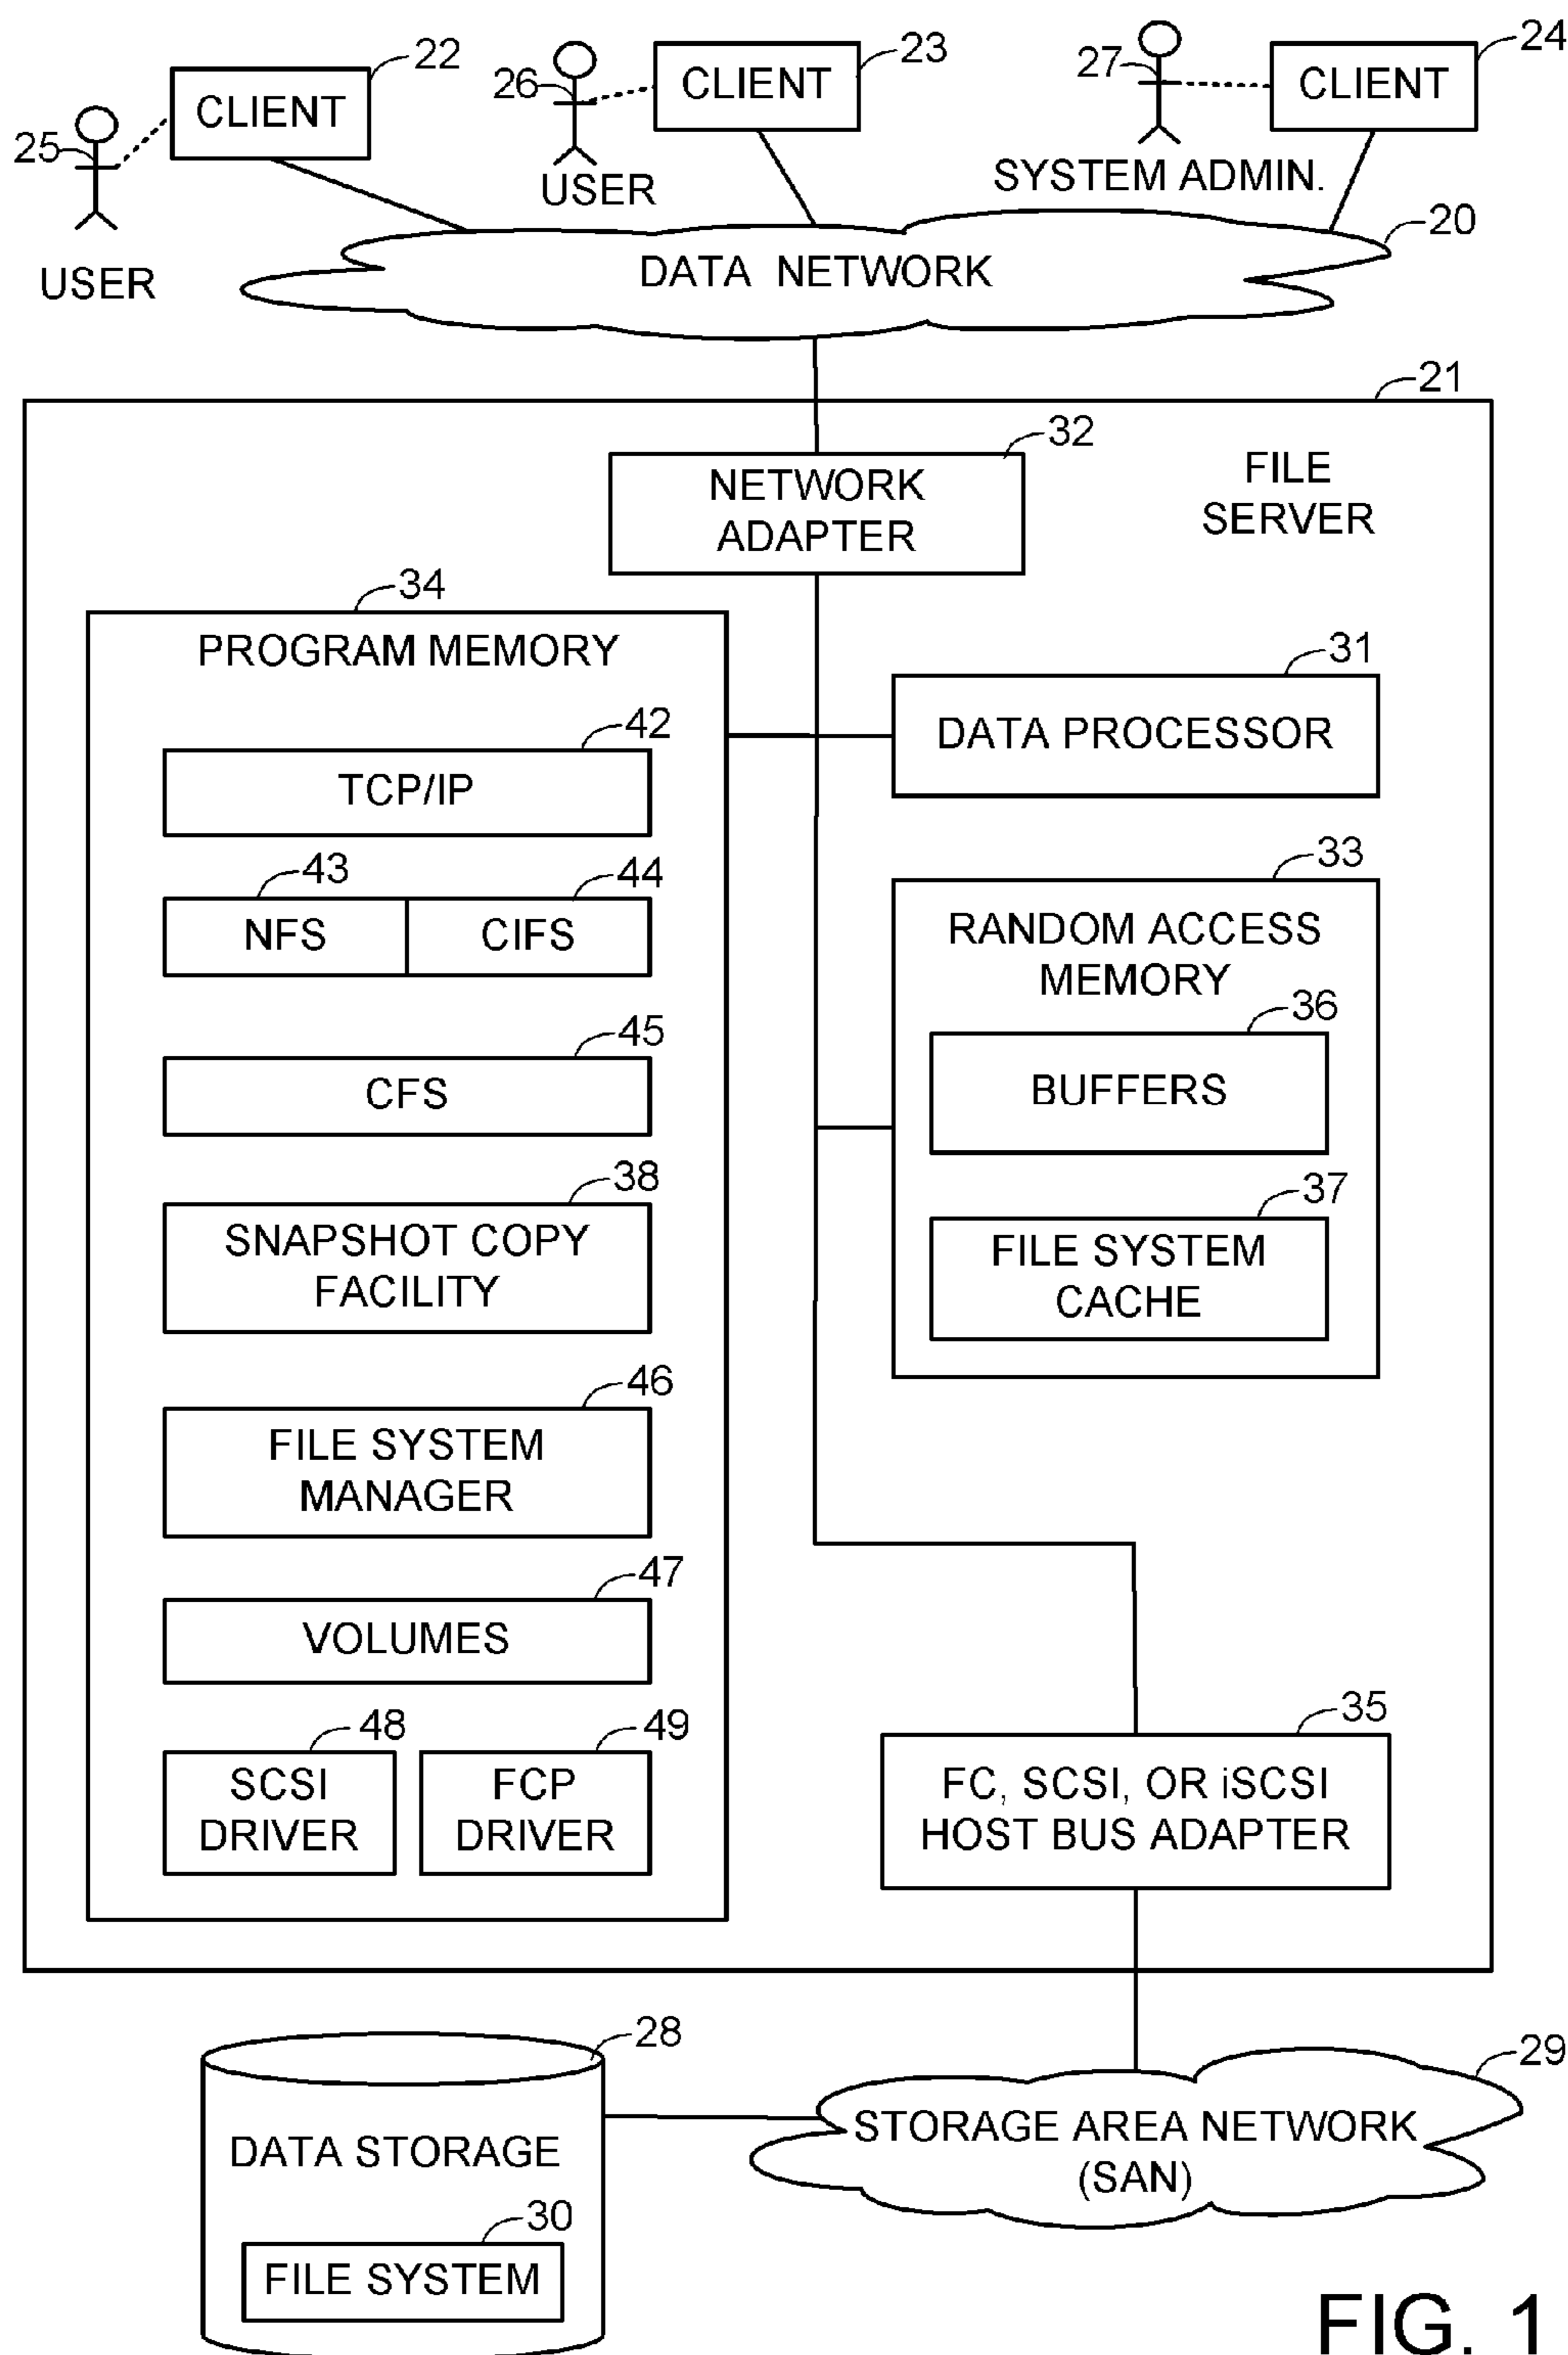 22
CLIENT
25
USER
26
USER
23
CLIENT
27
SYSTEM ADMIN.
24
CLIENT
20
DATA NETWORK
21
FILE
SERVER
32
NETWORK
ADAPTER
34
PROGRAM MEMORY
42
TCP/IP
43
NFS
44
CIFS
45
CFS
38
SNAPSHOT COPY
FACILITY
46
FILE SYSTEM
MANAGER
47
VOLUMES
48
SCSI
DRIVER
49
FCP
DRIVER
31
DATA PROCESSOR
33
RANDOM ACCESS
MEMORY
36
BUFFERS
37
FILE SYSTEM
CACHE
35
FC, SCSI, OR iSCSI
HOST BUS ADAPTER
28
DATA STORAGE
30
FILE SYSTEM
29
STORAGE AREA NETWORK
(SAN)
FIG. 1